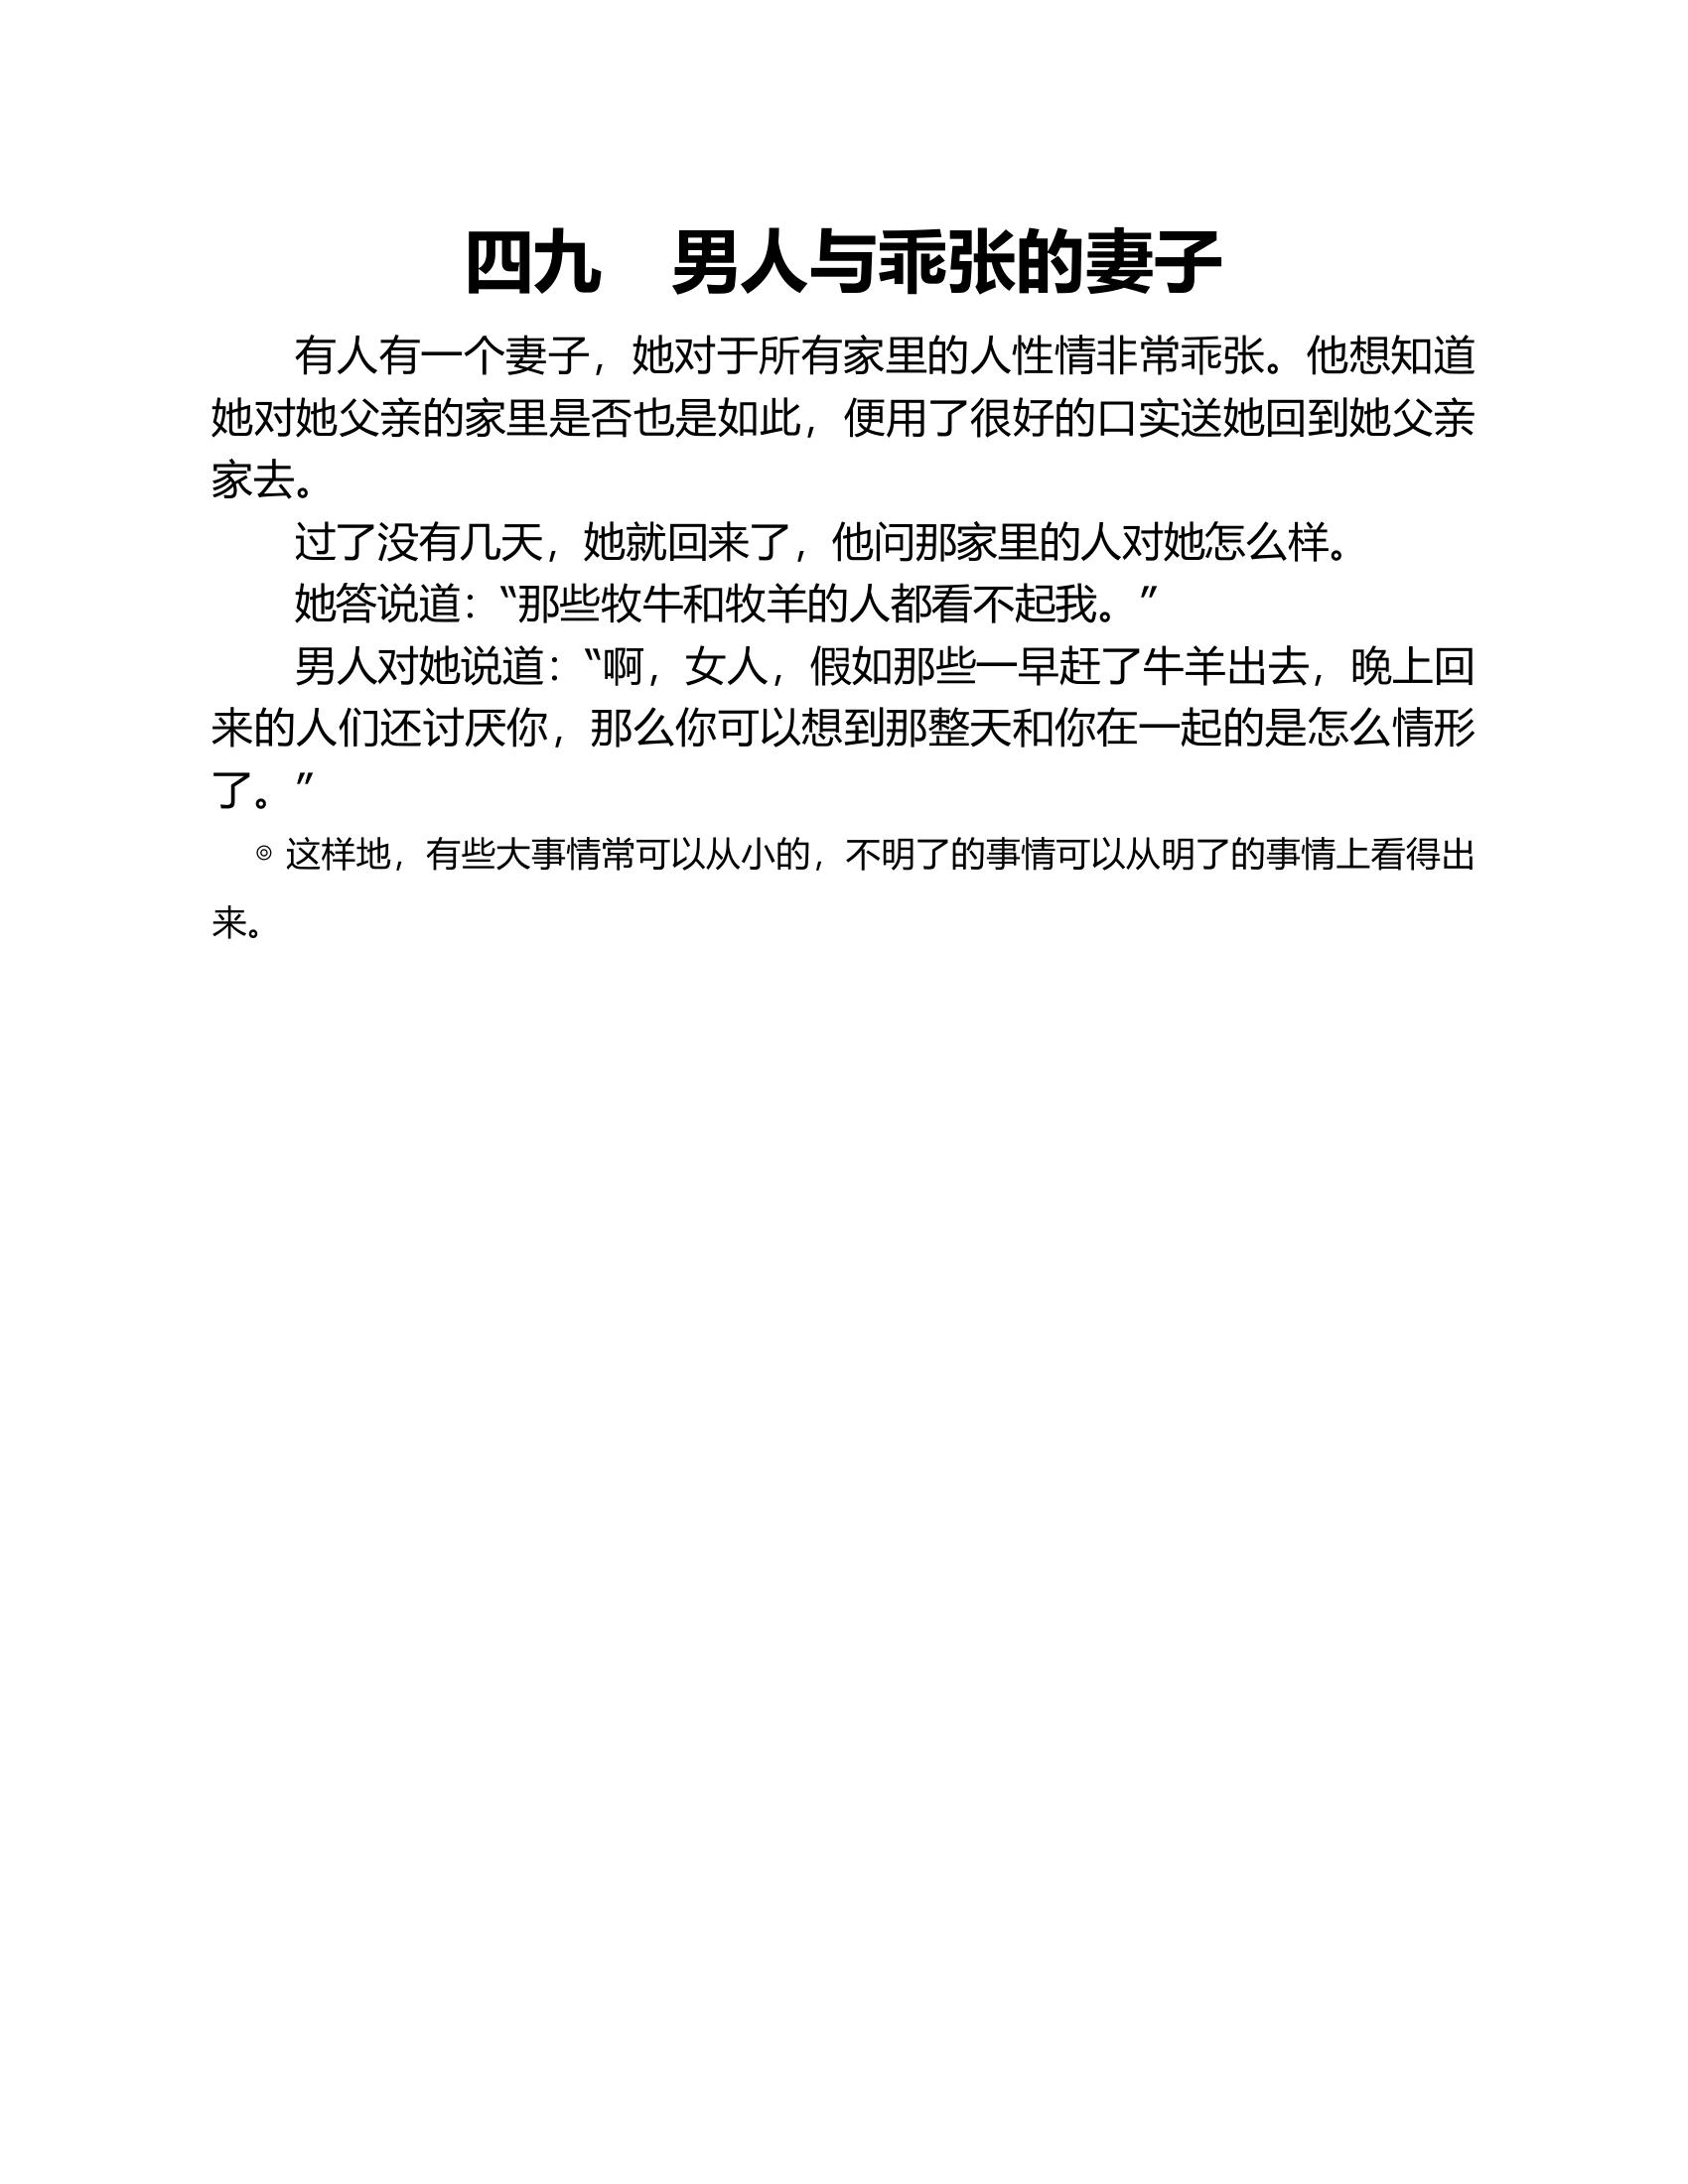 四九　男人与乖张的妻子
有人有一个妻子，她对于所有家里的人性情非常乖张。他想知道
她对她父亲的家里是否也是如此，便用了很好的口实送她回到她父亲
家去。
过了没有几天，她就回来了，他问那家里的人对她怎么样。
她答说道：“那些牧牛和牧羊的人都看不起我。”
男人对她说道：“啊，女人，假如那些一早赶了牛羊出去，晚上回
来的人们还讨厌你，那么你可以想到那整天和你在一起的是怎么情形
了。”
◎ 这样地，有些大事情常可以从小的，不明了的事情可以从明了的事情上看得出
来。